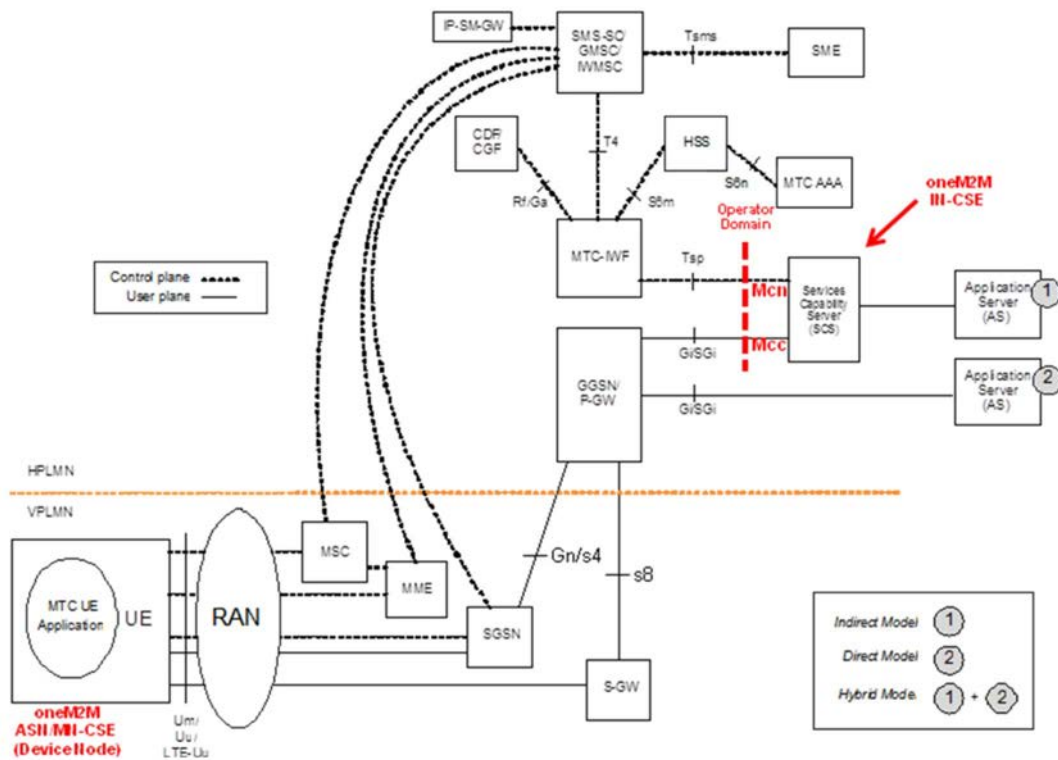 IP-SM-GW
SMS-SC/
GMSC/
IWMSC
Tsms
SME
CDF/
CGF
T4
HSS
Rf/Ga
S6m
S6n
MTC AAA
oneM2M
IN-CSE
Operator
Domain
MTC-IWF
Tsp
Mcn
Services
Capability
Server
(SCS)
Application
Server
(AS)
1
Control plane
User plane
Mcc
Gi/SGi
GGSN/
P-GW
Gi/SGi
Application
Server
(AS)
2
HPLMN
VPLMN
MSC
Gn/s4
s8
MME
MTC UE
Application
UE
RAN
SGSN
S-GW
Indirect Model
1
Direct Model
2
Hybrid Model
1 + 2
oneM2M
ASN/MN-CSE
(Device Node)
Um/
Uu/
LTE-Uu